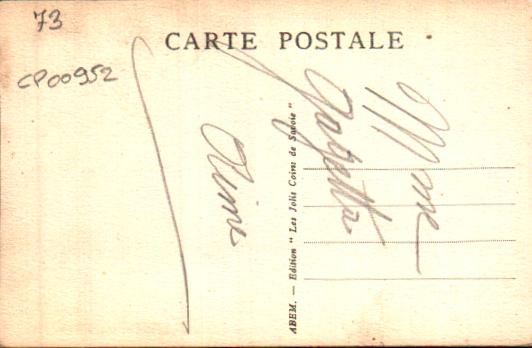 73
CARTE POSTALE
CP00952
ABEM. — Edition " Les Jolis Coins de Savoie "
Mme